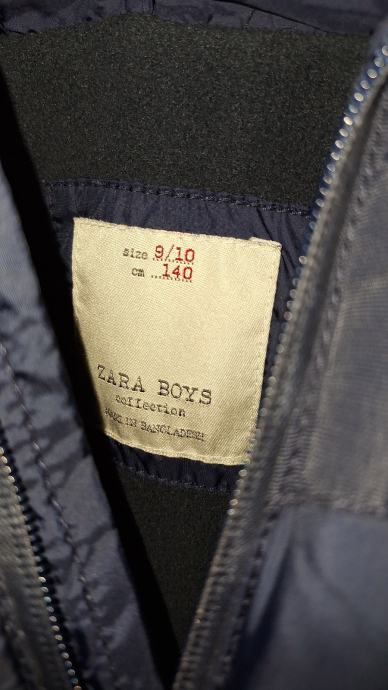 size 9/10
cm 140
ZARA BOYS
collection
MADE IN BANGLADESH